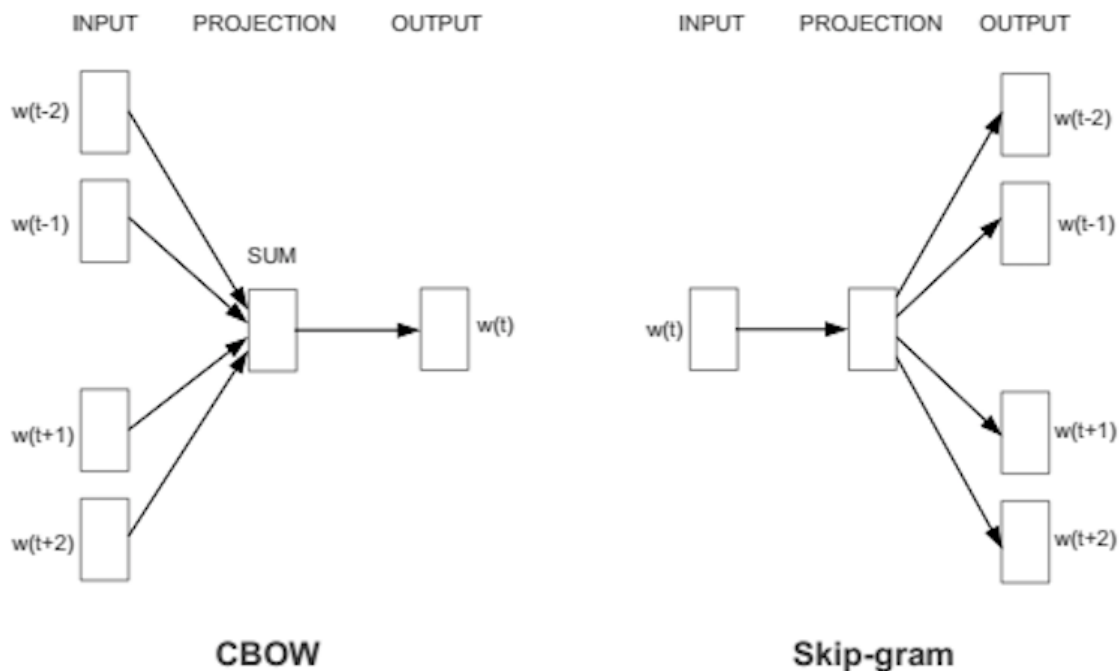 INPUT PROJECTION OUTPUT
w(t-2)
w(t-1)
SUM
w(t)
w(t+1)
w(t+2)
CBOW
INPUT PROJECTION OUTPUT
w(t-2)
w(t-1)
w(t)
w(t+1)
w(t+2)
Skip-gram